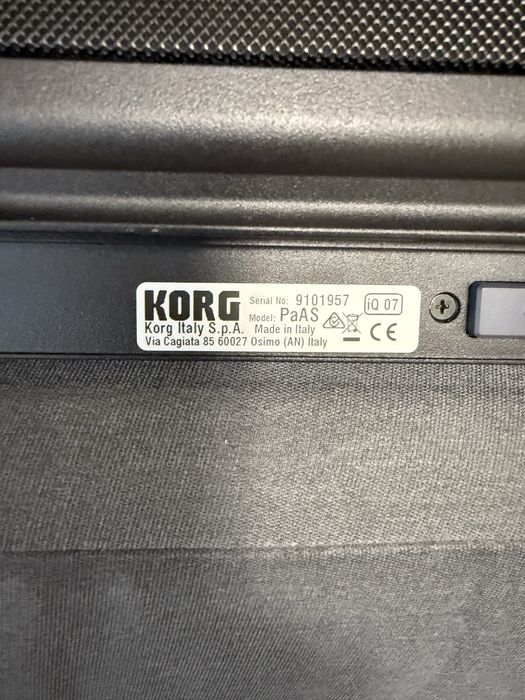 KORG Serial No: 9101957 iQ 07
Model: PaAS
Korg Italy S.p.A. Made in Italy CE
Via Cagiata 85 60027 Osimo (AN) Italy